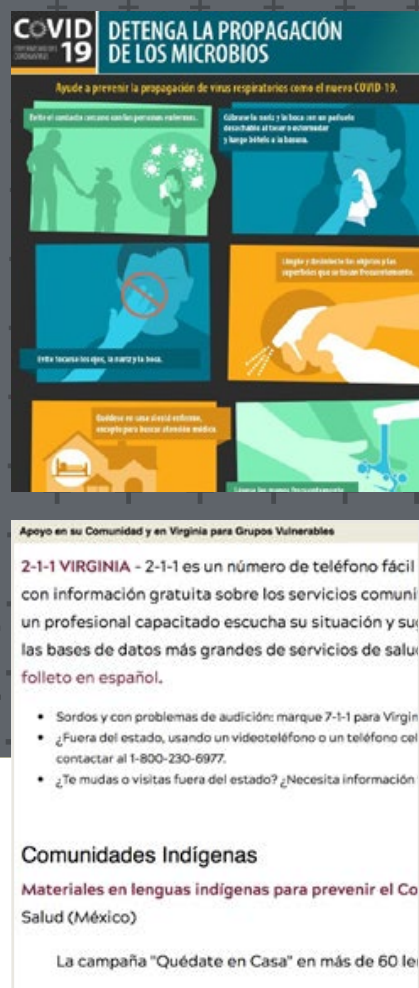 COVID
19
DETENGA LA PROPAGACIÓN
DE LOS MICROBIOS
Ayude a prevenir la propagación de virus respiratorios como el nuevo COVID-19.
Evite el contacto cercano con las personas enfermas.
Cúbrase la nariz y la boca con un pañuelo
desechable al toser o estornudar
y luego bótelo a la basura.
Limpie y desinfecte los objetos y las
superficies que se tocan frecuentemente.
Evite tocarse los ojos, la nariz y la boca.
Quédese en casa si está enfermo,
excepto para buscar atención médica.
Lávese las manos frecuentemente
Apoyo en su Comunidad y en Virginia para Grupos Vulnerables
2-1-1 VIRGINIA - 2-1-1 es un número de teléfono fácil
con información gratuita sobre los servicios comuni
un profesional capacitado escucha su situación y su
las bases de datos más grandes de servicios de salu
folleto en español.
• Sordos y con problemas de audición: marque 7-1-1 para Virgin
• ¿Fuera del estado, usando un videoteléfono o un teléfono cel
contactar al 1-800-230-6977.
• ¿Te mudas o visitas fuera del estado? ¿Necesita información
Comunidades Indígenas
Materiales en lenguas indígenas para prevenir el Co
Salud (México)
La campaña "Quédate en Casa" en más de 60 le